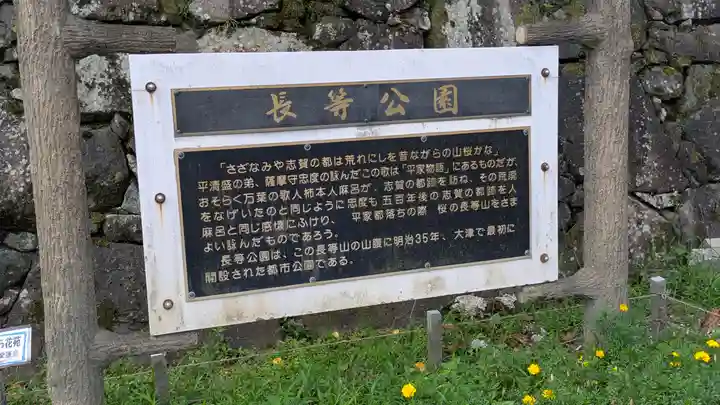 長等公園
「さざなみや志賀の都は荒れにしを昔ながらの山桜かな」
平清盛の弟、薩摩守忠度の詠んだこの歌は「平家物語」にあるものだが、
おそらく万葉の歌人柿本人麻呂が、志賀の都跡を訪ね、その荒廃
をなげいたのと同じように忠度も五百年後の志賀の都跡を人
麻呂と同じ感懐にふけり、平家都落ちの際 桜の長等山をさま
よい詠んだものであろう。
長等公園は、この長等山の山麓に明治35年、大津で最初に
開設された都市公園である。
花苑